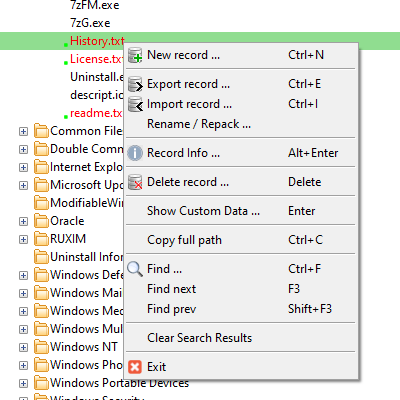 7zFM.exe
7zG.exe
History.txt
License.txt
New record ... Ctrl+N
Uninstall.e
Export record ... Ctrl+E
descript.ic
Import record ... Ctrl+I
readme.tx
Rename / Repack ...
Common Files
Double Comm
Record Info ... Alt+Enter
Internet Explor
Microsoft Upd
Delete record ... Delete
ModifiableWin
Oracle
Show Custom Data ... Enter
RUXIM
Copy full path Ctrl+C
Uninstall Infor
Windows Defe
Find ... Ctrl+F
Windows Mai
Find next F3
Windows Med
Find prev Shift+F3
Windows Mul
Windows NT
Clear Search Results
Windows Pho
Exit
Windows Portable Devices
Windows Security